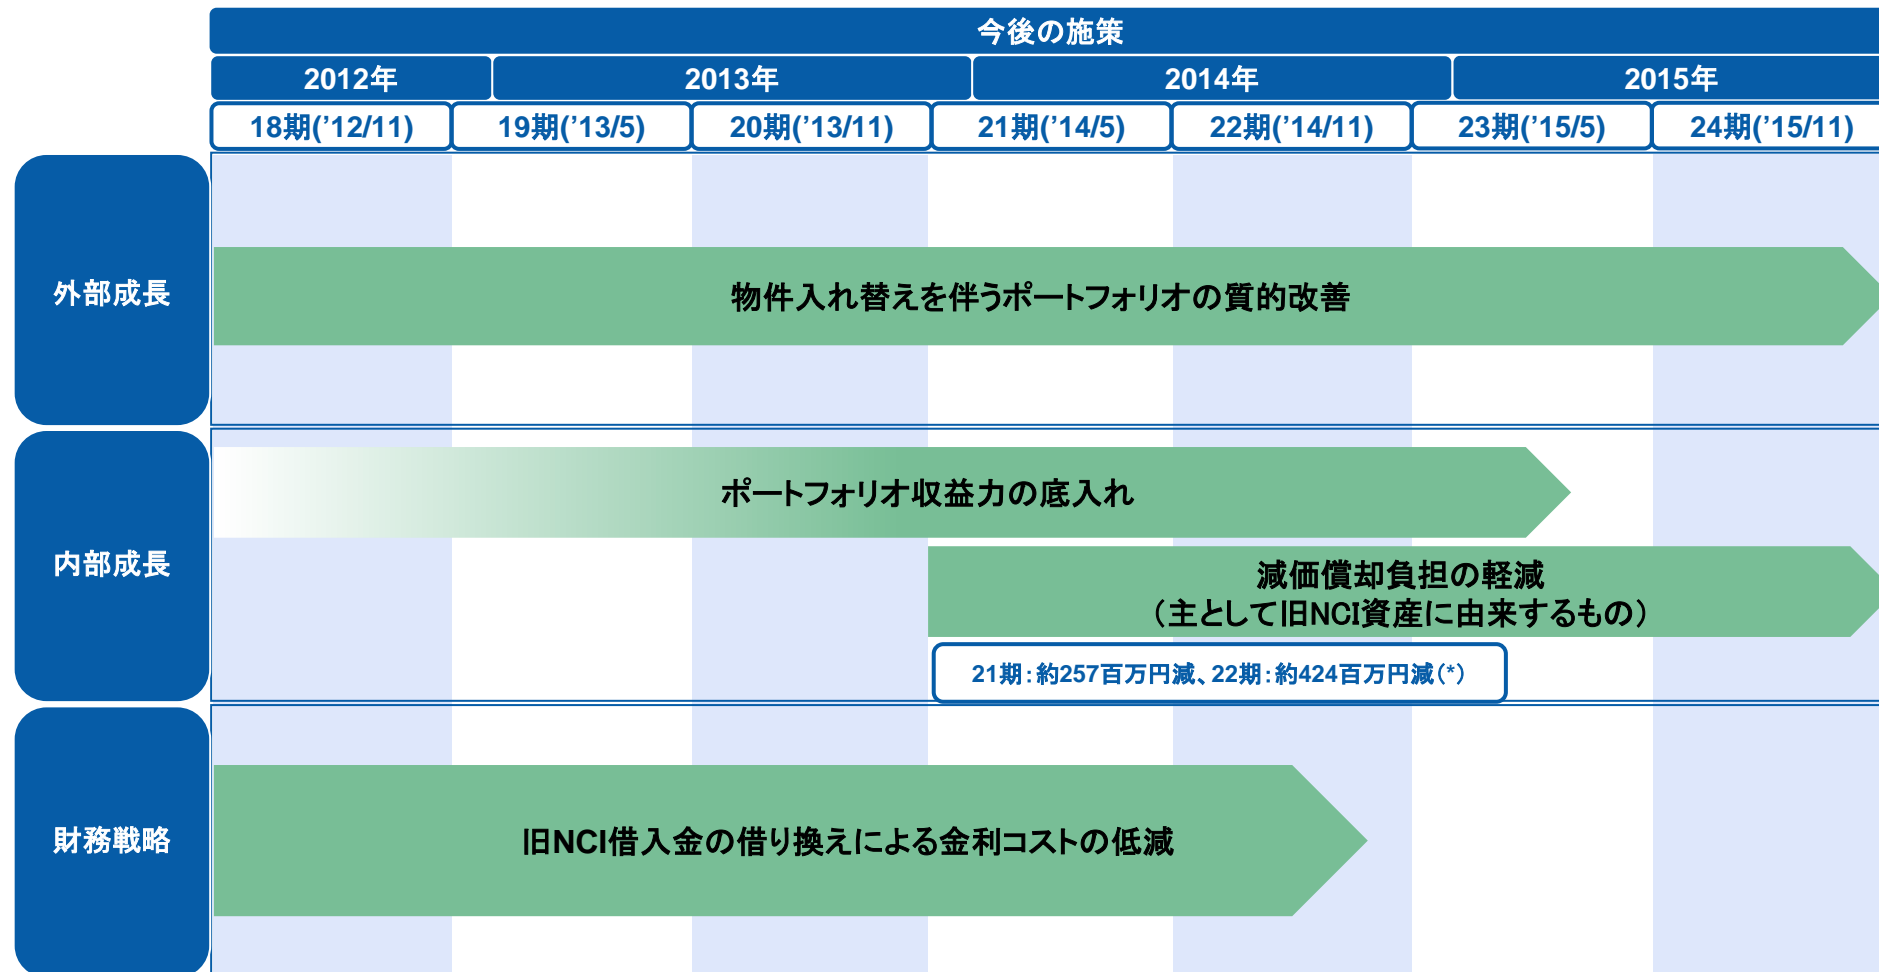 今後の施策
2012年
2013年
2014年
2015年
18期(’12/11)
19期(’13/5)
20期(’13/11)
21期(’14/5)
22期(’14/11)
23期(’15/5)
24期(’15/11)
外部成長
物件入れ替えを伴うポートフォリオの質的改善
内部成長
ポートフォリオ収益力の底入れ
減価償却負担の軽減
（主として旧NCI資産に由来するもの）
21期：約257百万円減、22期：約424百万円減(*)
財務戦略
旧NCI借入金の借り換えによる金利コストの低減